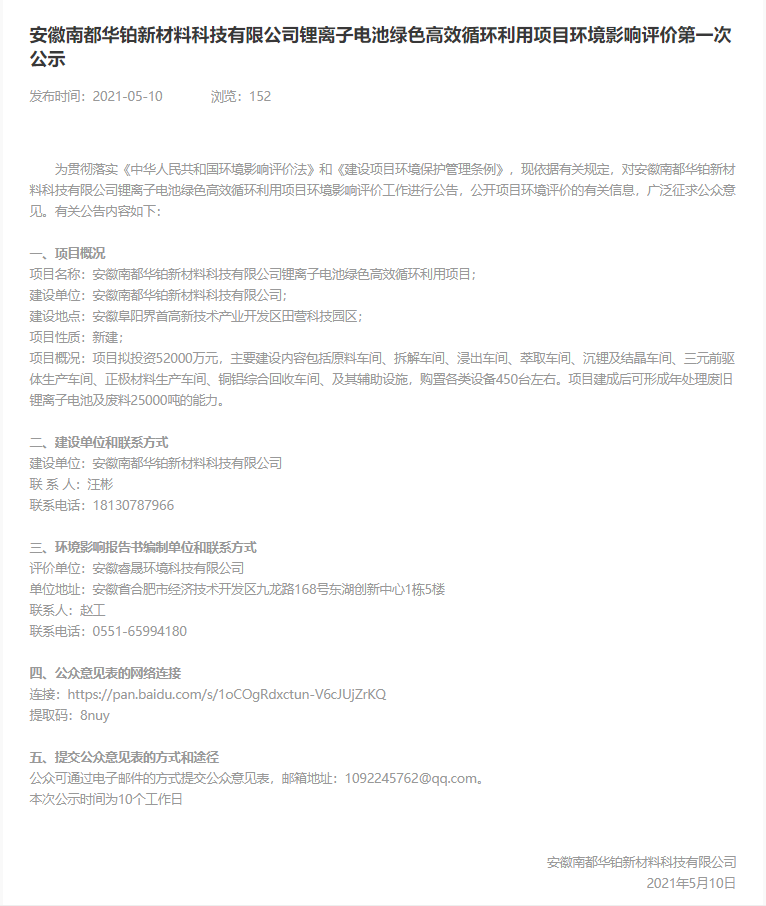 安徽南都华铂新材料科技有限公司锂离子电池绿色高效循环利用项目环境影响评价第一次
公示
发布时间：2021-05-10 浏览：152
为贯彻落实《中华人民共和国环境影响评价法》和《建设项目环境保护管理条例》，现依据有关规定，对安徽南都华铂新材
料科技有限公司锂离子电池绿色高效循环利用项目环境影响评价工作进行公告，公开项目环境评价的有关信息，广泛征求公众意
见。有关公告内容如下：
一、项目概况
项目名称：安徽南都华铂新材料科技有限公司锂离子电池绿色高效循环利用项目；
建设单位：安徽南都华铂新材料科技有限公司；
建设地点：安徽阜阳界首高新技术产业开发区田营科技园区；
项目性质：新建；
项目概况：项目拟投资52000万元，主要建设内容包括原料车间、拆解车间、浸出车间、萃取车间、沉锂及结晶车间、三元前驱
体生产车间、正极材料生产车间、铜铝综合回收车间、及其辅助设施，购置各类设备450台左右。项目建成后可形成年处理废旧
锂离子电池及废料25000吨的能力。
二、建设单位和联系方式
建设单位：安徽南都华铂新材料科技有限公司
联 系 人：汪彬
联系电话：18130787966
三、环境影响报告书编制单位和联系方式
评价单位：安徽睿晟环境科技有限公司
单位地址：安徽省合肥市经济技术开发区九龙路168号东湖创新中心1栋5楼
联系人：赵工
联系电话：0551-65994180
四、公众意见表的网络连接
连接：https://pan.baidu.com/s/1oCOgRdxctun-V6cJUjZrKQ
提取码：8nuy
五、提交公众意见表的方式和途径
公众可通过电子邮件的方式提交公众意见表，邮箱地址：1092245762@qq.com。
本次公示时间为10个工作日
安徽南都华铂新材料科技有限公司
2021年5月10日